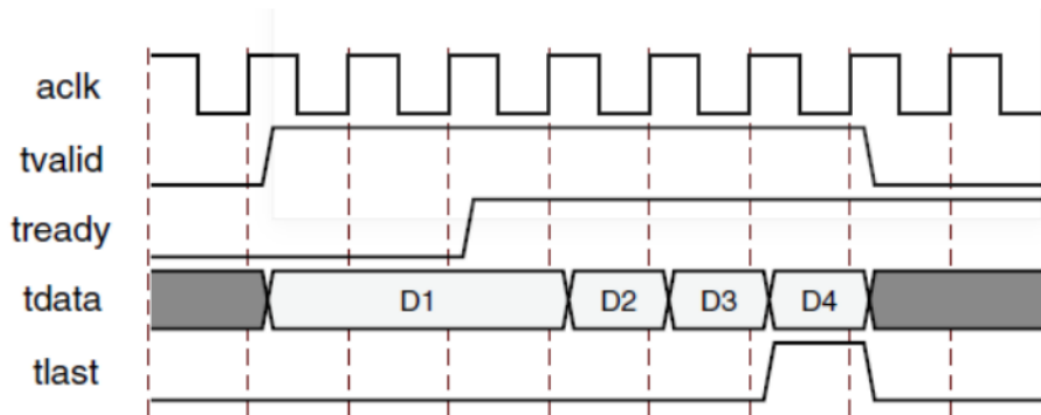 aclk
tvalid
tready
tdata D1 D2 D3 D4
tlast